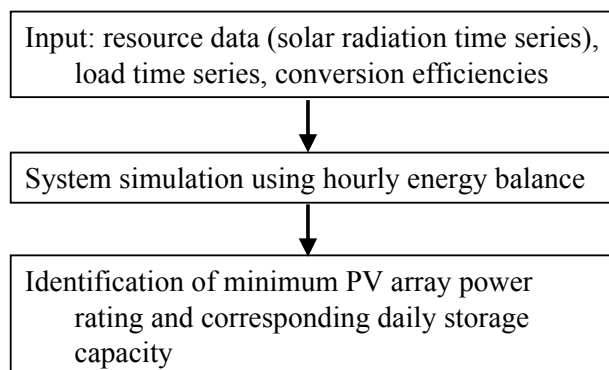 Input: resource data (solar radiation time series),
load time series, conversion efficiencies
System simulation using hourly energy balance
Identification of minimum PV array power
rating and corresponding daily storage
capacity